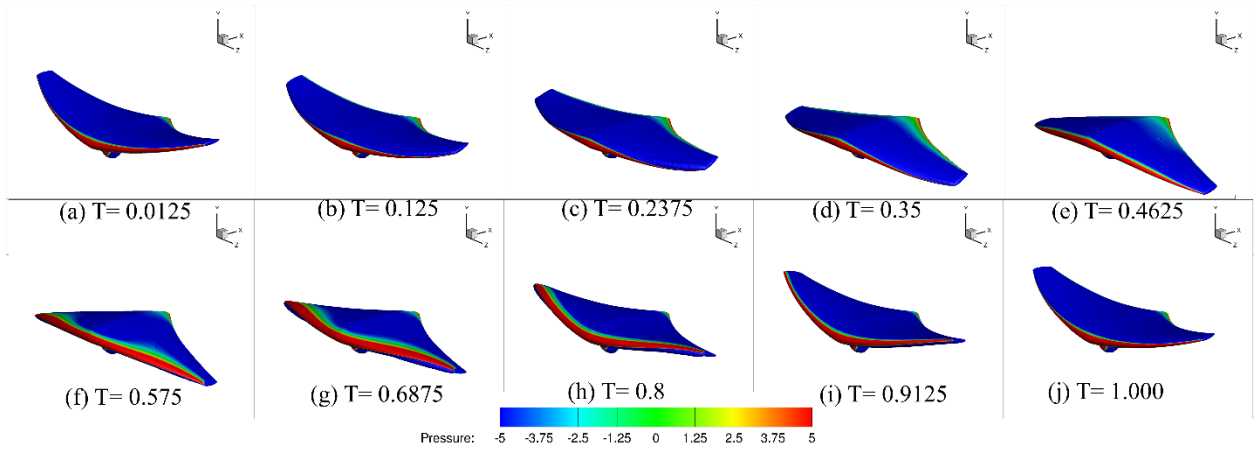 Y X Z Y X Z Y X Z Y X Z Y X Z
(a) T= 0.0125 (b) T= 0.125 (c) T= 0.2375 (d) T= 0.35 (e) T= 0.4625
Y X Z Y X Z Y X Z Y X Z Y X Z
(f) T= 0.575 (g) T= 0.6875 (h) T= 0.8 (i) T= 0.9125 (j) T= 1.000
Pressure: -5 -3.75 -2.5 -1.25 0 1.25 2.5 3.75 5